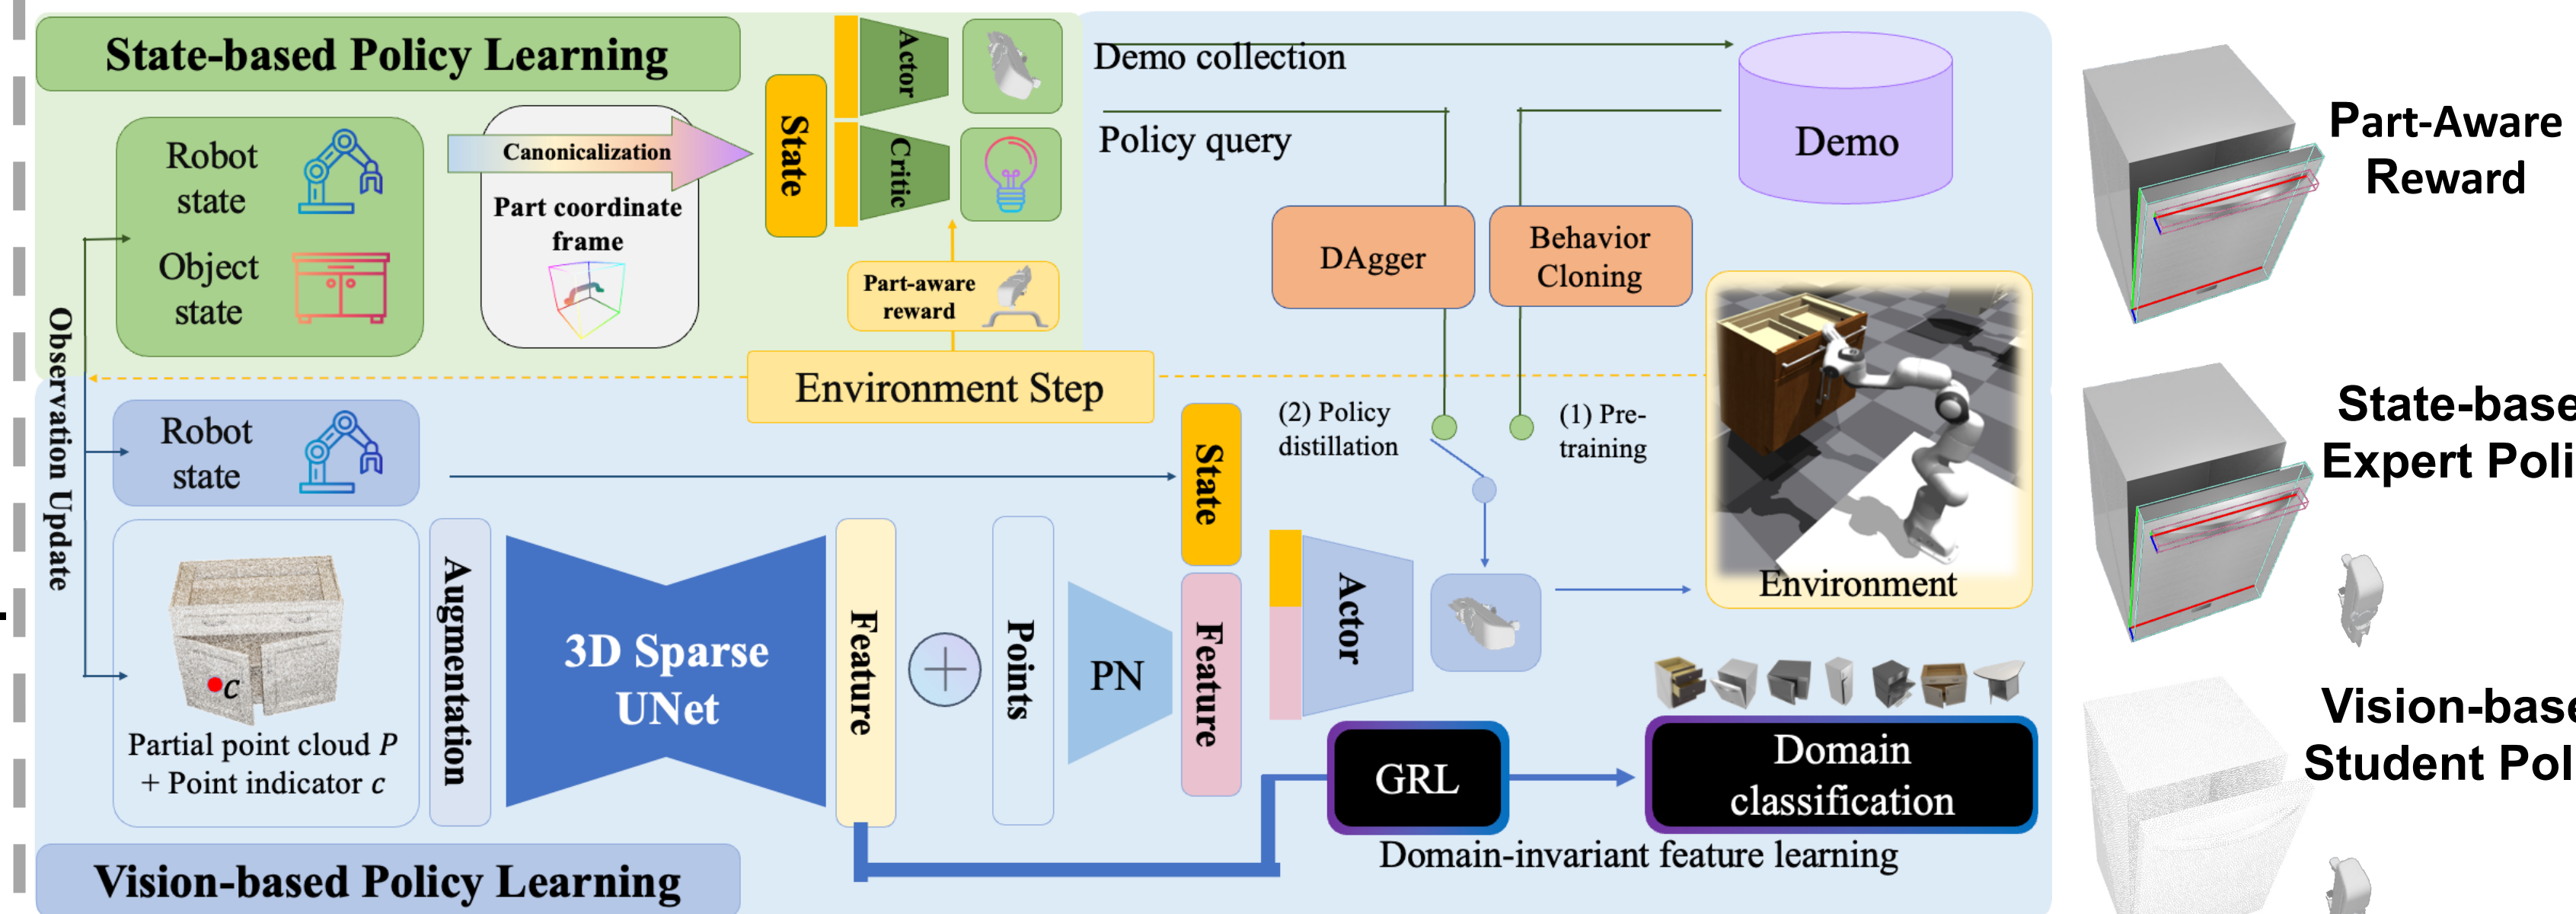 State-based Policy Learning
Robot
state
Object
state
Canonicalization
Part coordinate
frame
State
Actor
Critic
Part-aware
reward
Environment Step
Demo collection
Policy query
Demo
DAgger
Behavior
Cloning
(2) Policy
distillation
(1) Pre-
training
Environment
Observation Update
Robot
state
c
Partial point cloud P
+ Point indicator c
Augmentation
3D Sparse
UNet
Feature
Points
PN
State
Feature
Actor
GRL
Domain
classification
Domain-invariant feature learning
Vision-based Policy Learning
Part-Aware
Reward
State-base
Expert Poli
Vision-base
Student Pol